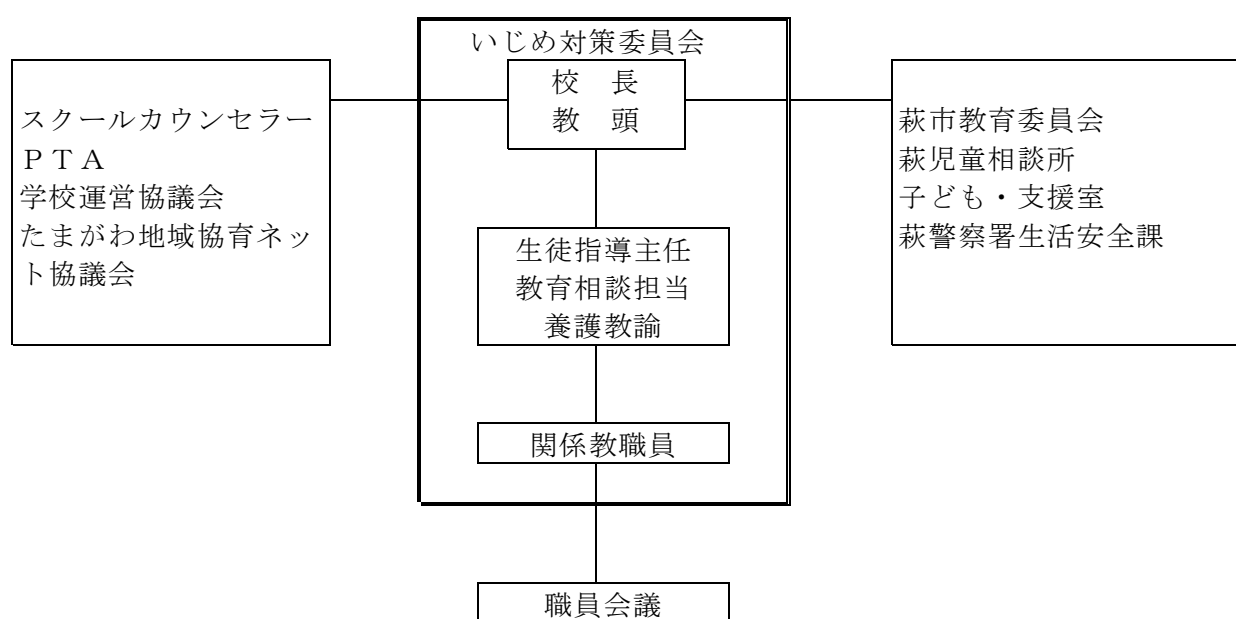 いじめ対策委員会
校　長
教　頭
スクールカウンセラー
ＰＴＡ
学校運営協議会
たまがわ地域協育ネッ
ト協議会
萩市教育委員会
萩児童相談所
子ども・支援室
萩警察署生活安全課
生徒指導主任
教育相談担当
養護教諭
関係教職員
職員会議